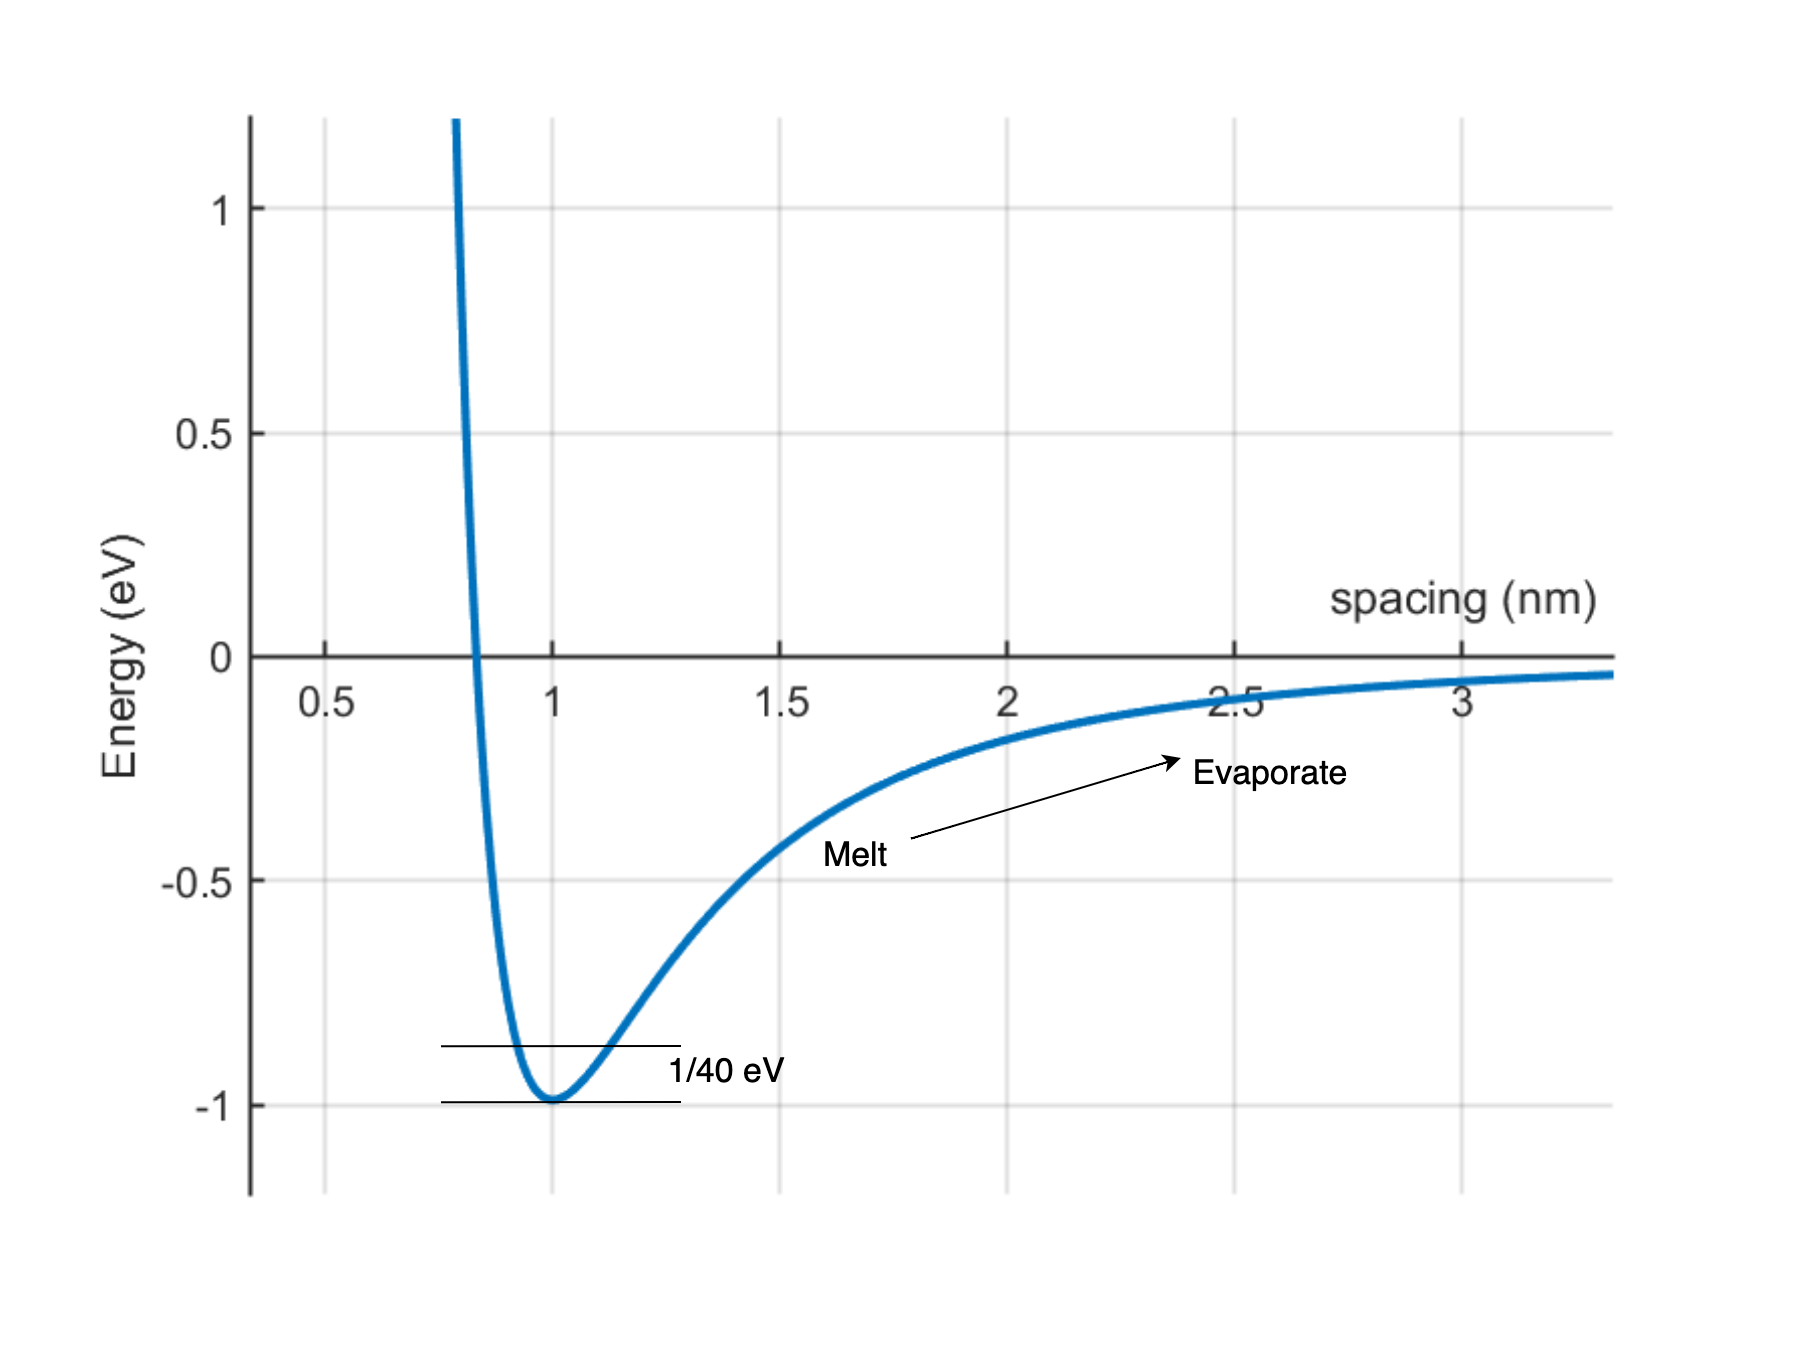 1
0.5
Energy (eV)
spacing (nm)
0
0.5 1 1.5 2 2.5 3
Evaporate
Melt
-0.5
1/40 eV
-1